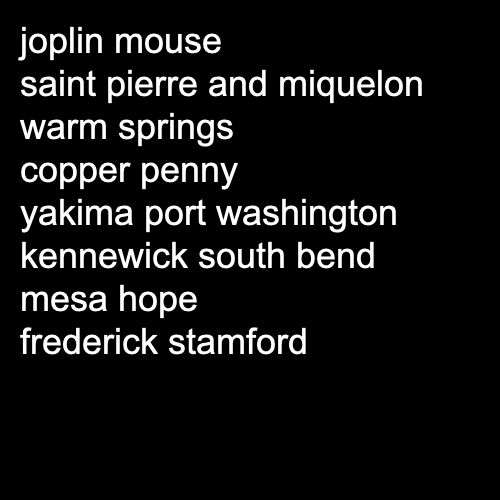 joplin mouse
saint pierre and miquelon
warm springs
copper penny
yakima port washington
kennewick south bend
mesa hope
frederick stamford